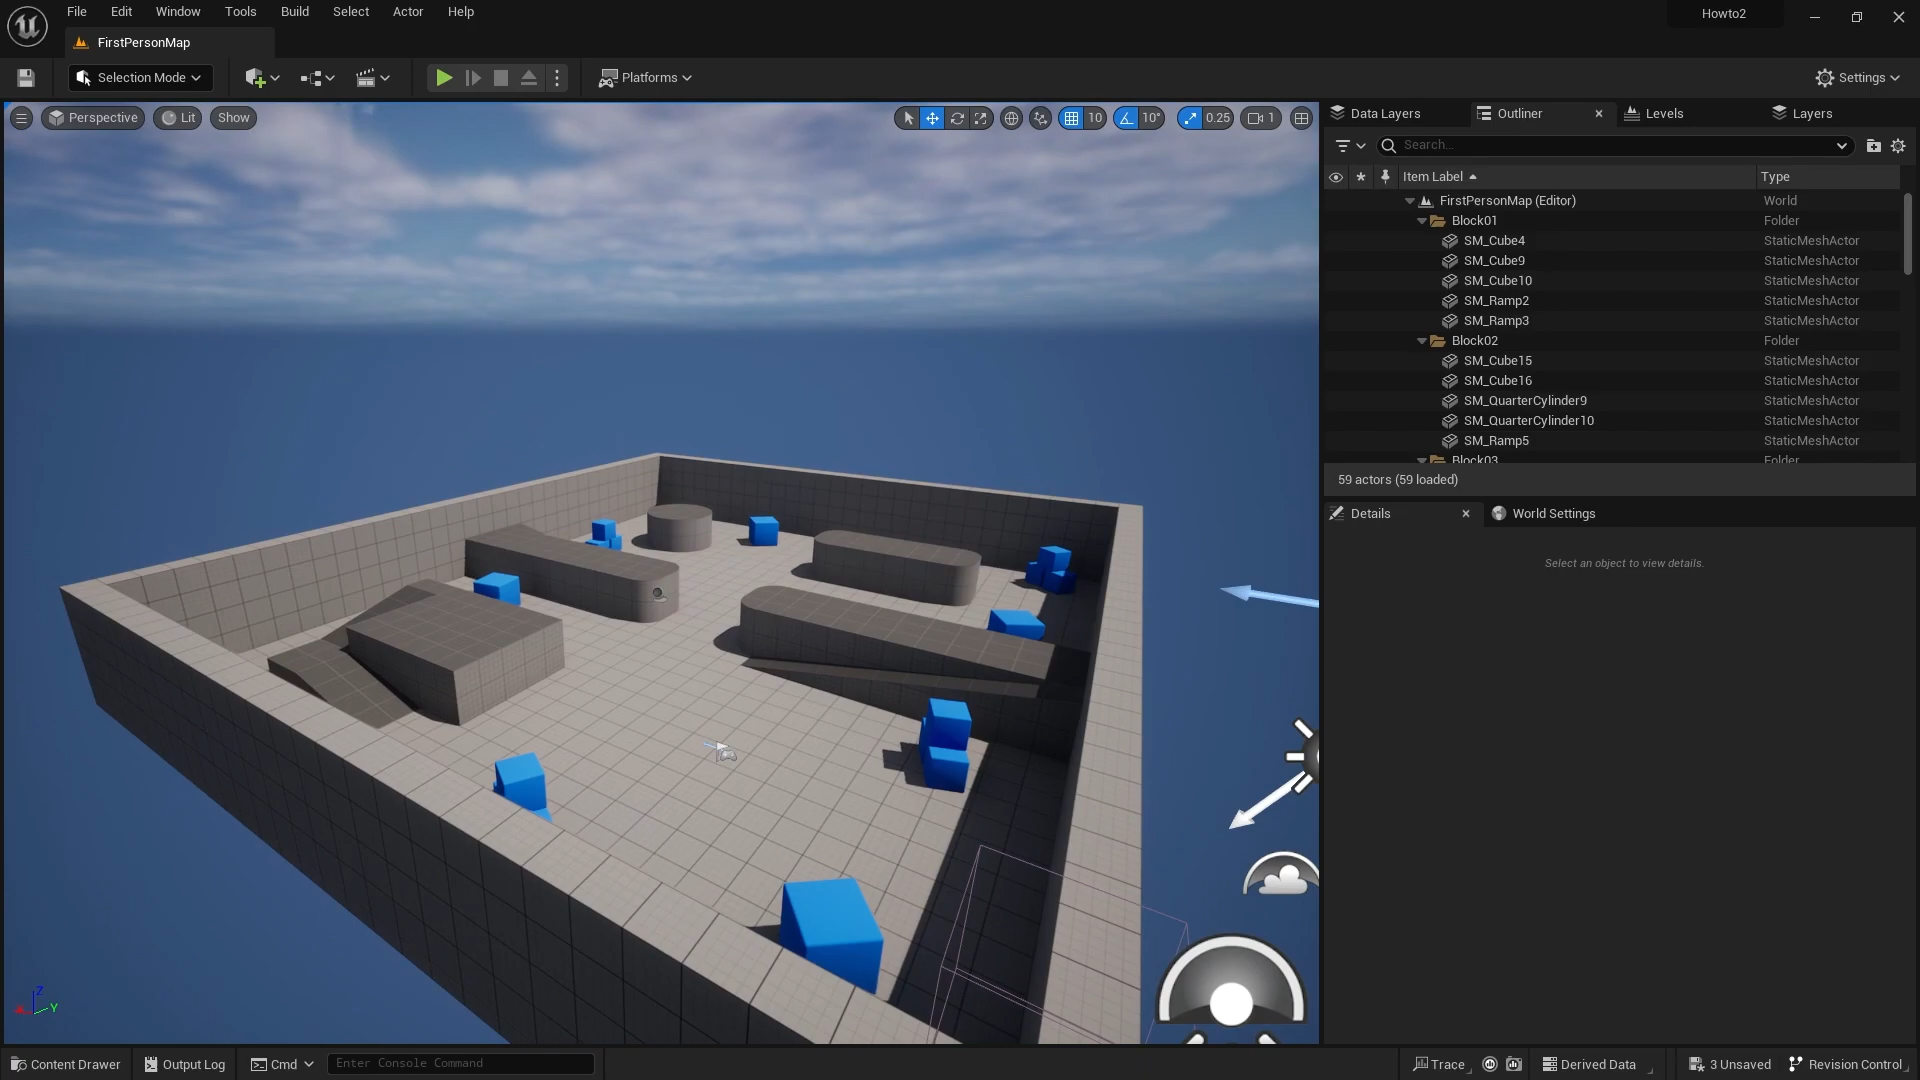 File Edit Window Tools Build Select Actor Help
Howto2
FirstPersonMap
Selection Mode
Platforms
Settings
Perspective Lit Show
10 10° 0.25 1
Data Layers Outliner Levels Layers
Search...
Item Label Type
FirstPersonMap (Editor) World
Block01 Folder
SM_Cube4 StaticMeshActor
SM_Cube9 StaticMeshActor
SM_Cube10 StaticMeshActor
SM_Ramp2 StaticMeshActor
SM_Ramp3 StaticMeshActor
Block02 Folder
SM_Cube15 StaticMeshActor
SM_Cube16 StaticMeshActor
SM_QuarterCylinder9 StaticMeshActor
SM_QuarterCylinder10 StaticMeshActor
SM_Ramp5 StaticMeshActor
Block03 Folder
59 actors (59 loaded)
Details World Settings
Select an object to view details.
Z
Y
Content Drawer Output Log Cmd Enter Console Command
Trace Derived Data 3 Unsaved Revision Control